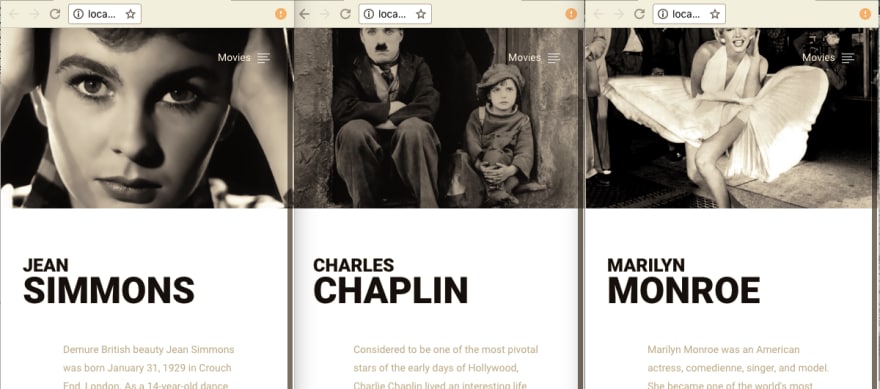 loca...
Movies
JEAN
SIMMONS
Demure British beauty Jean Simmons
was born January 31, 1929 in Crouch
End, London. As a 14-year-old dance
loca...
Movies
CHARLES
CHAPLIN
Considered to be one of the most pivotal
stars of the early days of Hollywood,
Charlie Chaplin lived an interesting life
loca...
Movies
MARILYN
MONROE
Marilyn Monroe was an American
actress, comedienne, singer, and model.
She became one of the world's most